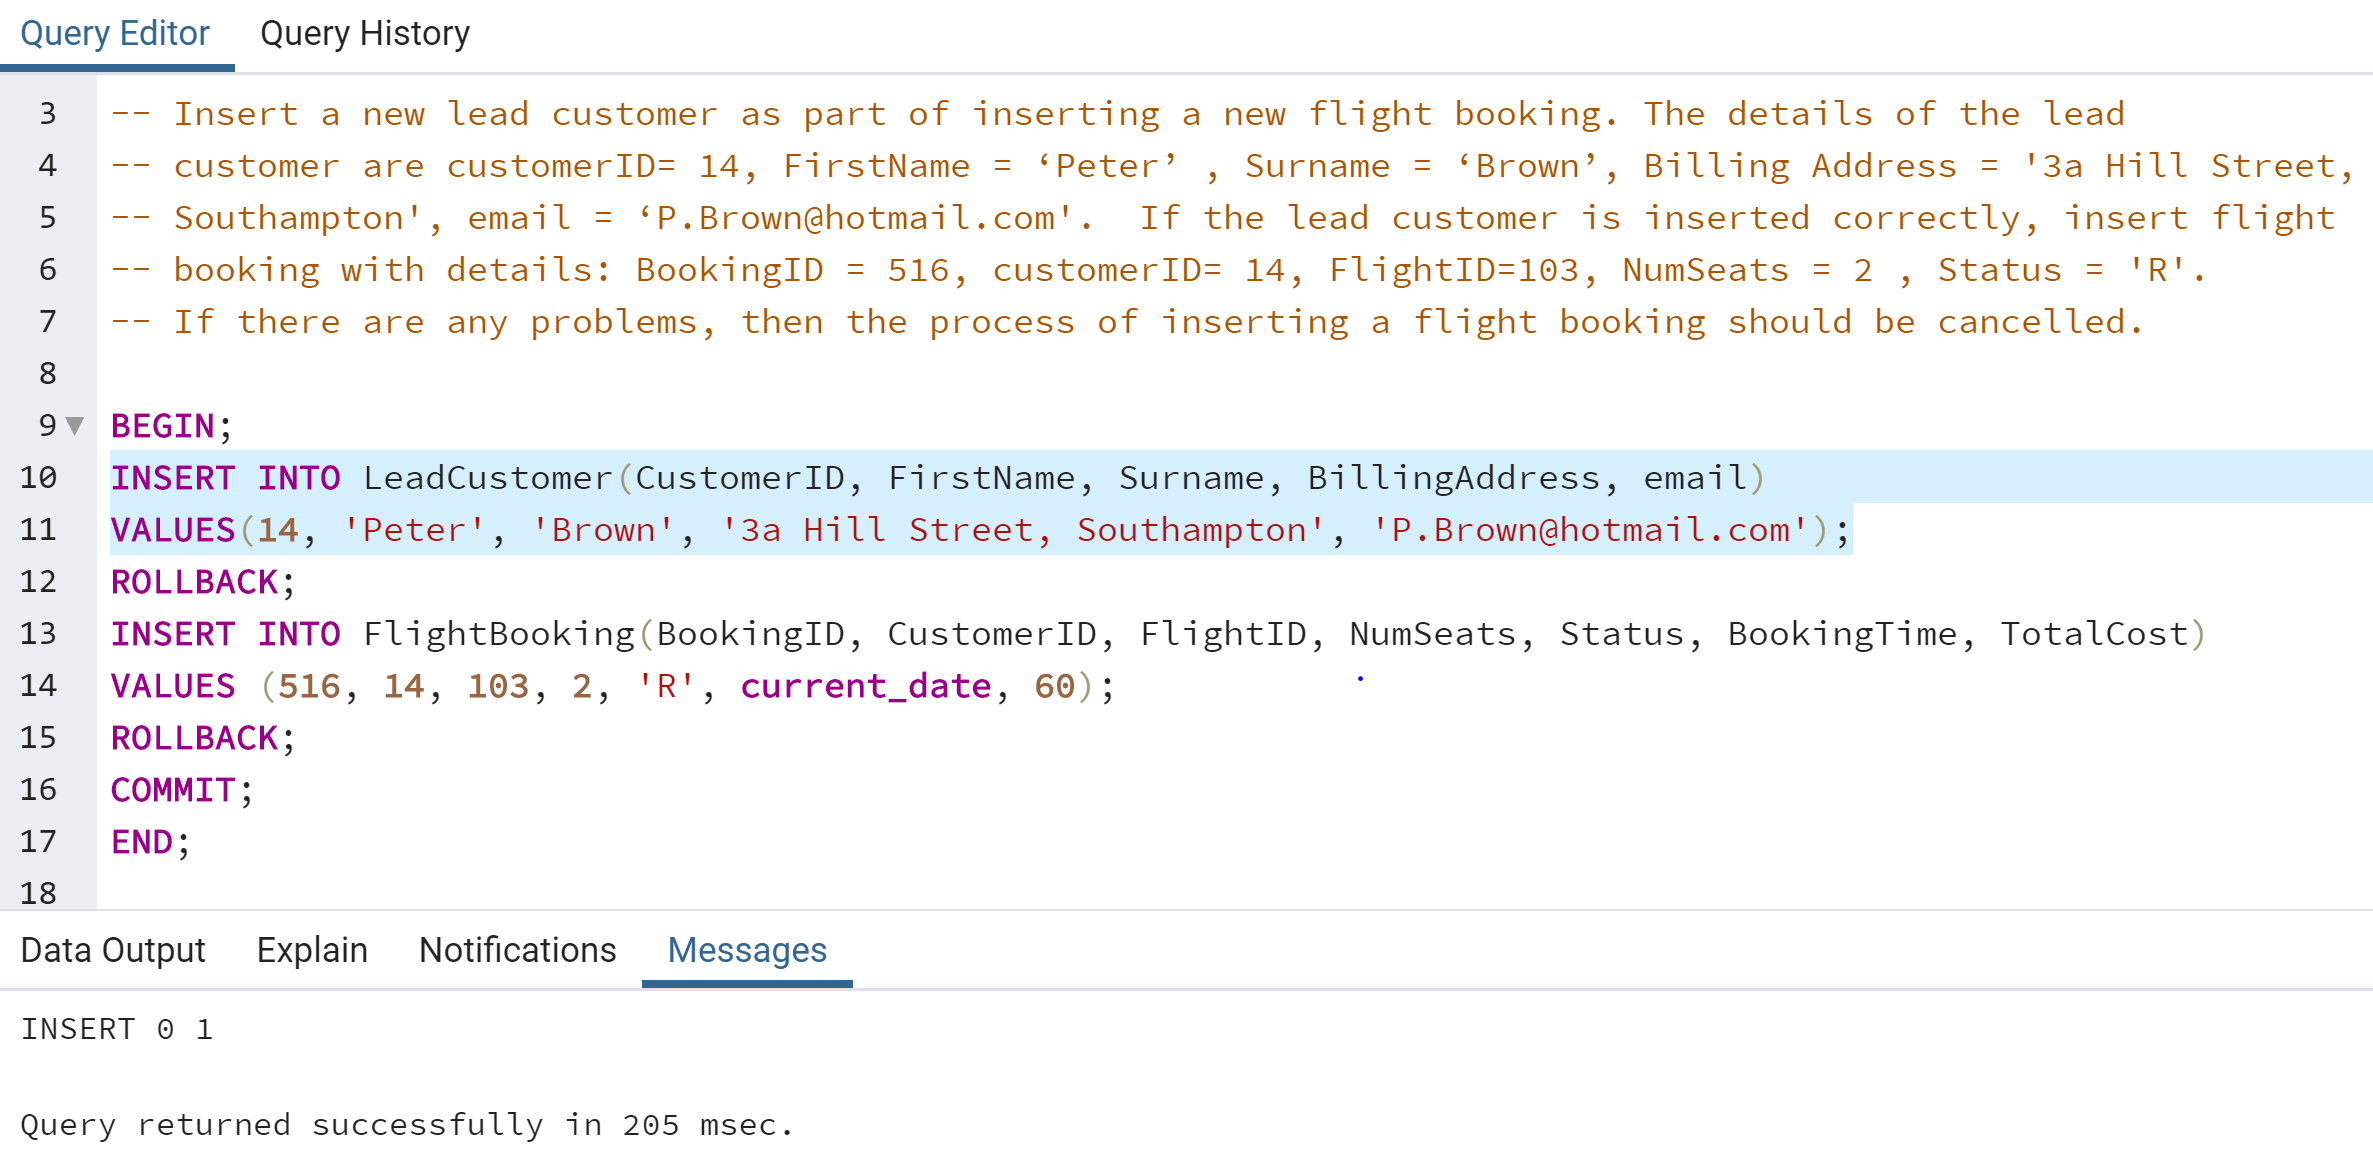 Query Editor Query History
3 -- Insert a new lead customer as part of inserting a new flight booking. The details of the lead
4 -- customer are customerID= 14, FirstName = ‘Peter’ , Surname = ‘Brown’, Billing Address = '3a Hill Street,
5 -- Southampton', email = ‘P.Brown@hotmail.com'.  If the lead customer is inserted correctly, insert flight
6 -- booking with details: BookingID = 516, customerID= 14, FlightID=103, NumSeats = 2 , Status = 'R'.
7 -- If there are any problems, then the process of inserting a flight booking should be cancelled.
8
9 BEGIN;
10 INSERT INTO LeadCustomer(CustomerID, FirstName, Surname, BillingAddress, email)
11 VALUES(14, 'Peter', 'Brown', '3a Hill Street, Southampton', 'P.Brown@hotmail.com');
12 ROLLBACK;
13 INSERT INTO FlightBooking(BookingID, CustomerID, FlightID, NumSeats, Status, BookingTime, TotalCost)
14 VALUES (516, 14, 103, 2, 'R', current_date, 60);
15 ROLLBACK;
16 COMMIT;
17 END;
18
Data Output Explain Notifications Messages
INSERT 0 1
Query returned successfully in 205 msec.